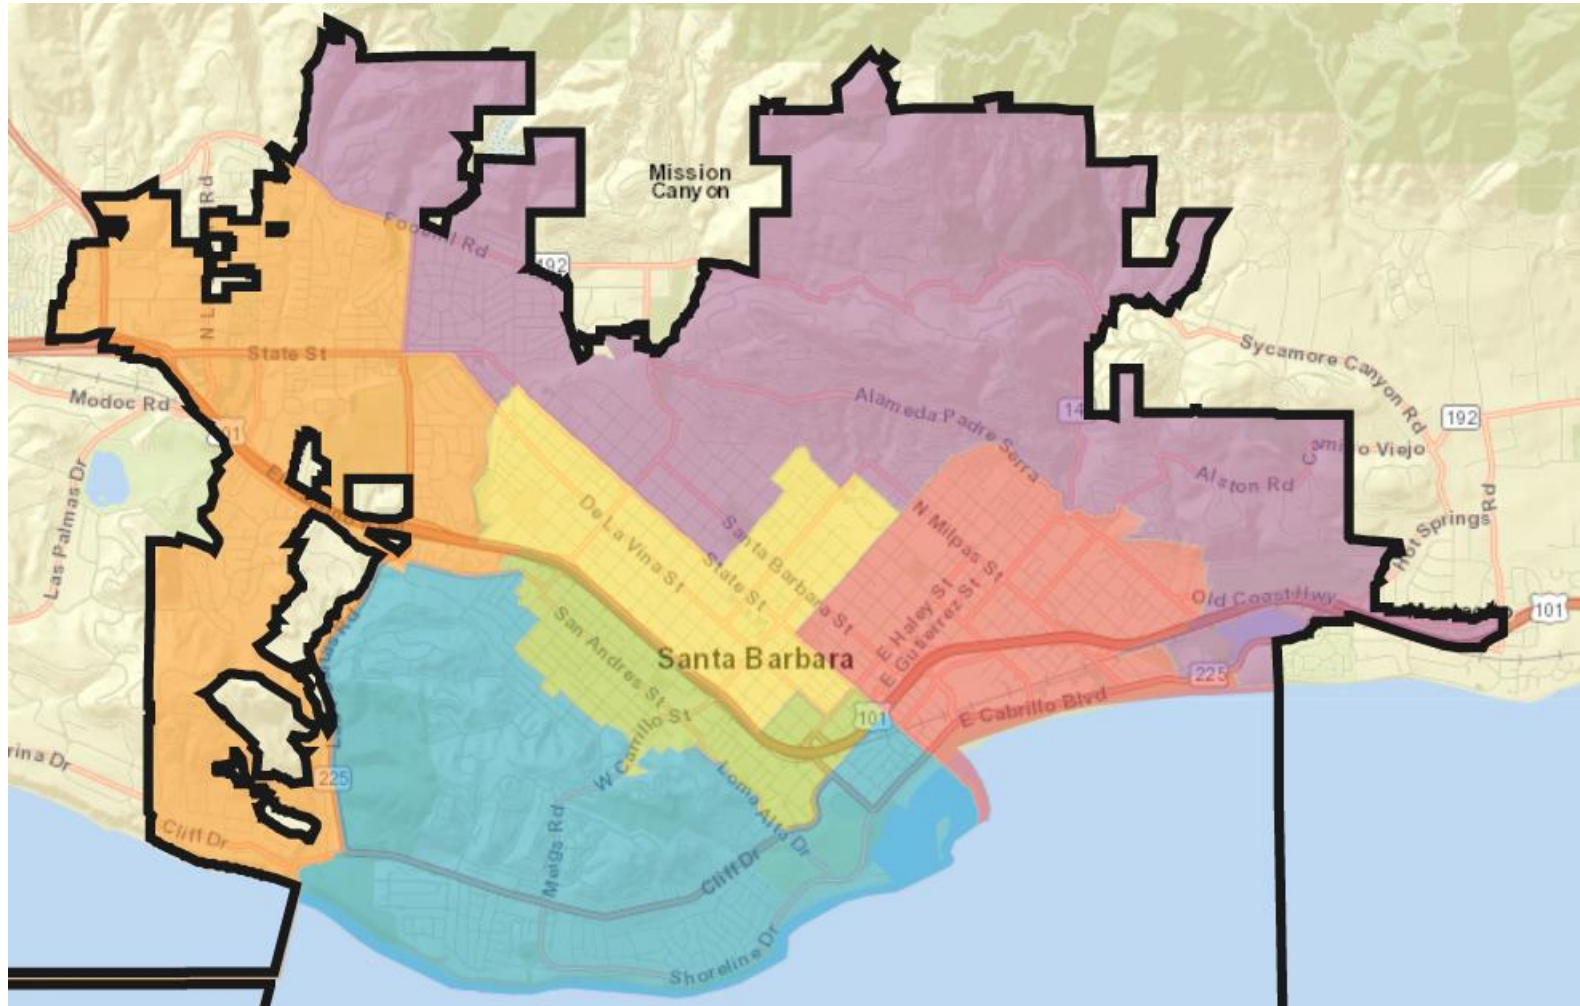 Mission
Canyon
Rd
Foothill Rd
192
N L
State St
Sycamore Canyon Rd
Modoc Rd
Alameda Padre Serra
192
Camino Viejo
Alston Rd
Las Palmas Dr
De La Vina St
N Milpas St
Rd
Hot Springs
Santa Barbara St
State St
E Haley St
E Gutierrez St
Old Coast Hwy
101
San Andres St
Santa Barbara
225
W Carrillo St
101
E Cabrillo Blvd
rina Dr
225
Loma Alta Dr
Cliff Dr
Meigs Rd
Cliff Dr
Shoreline Dr